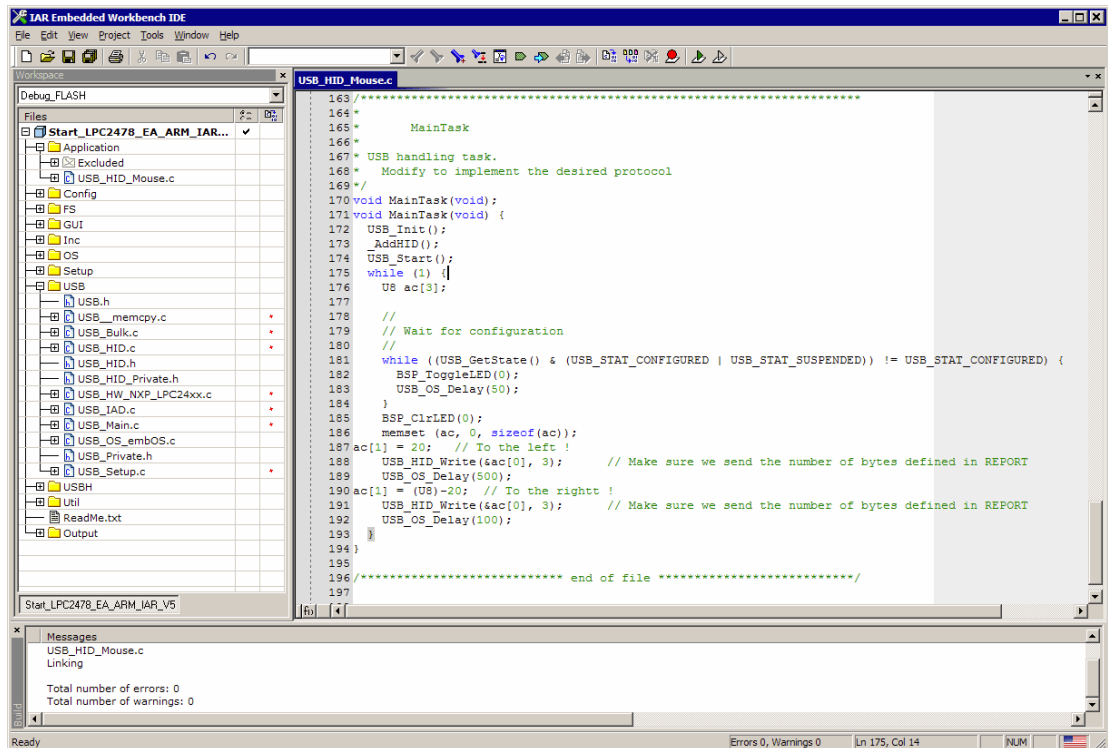 IAR Embedded Workbench IDE
File Edit View Project Tools Window Help
Workspace
Debug_FLASH
Files
Start_LPC2478_EA_ARM_IAR...
Application
Excluded
USB_HID_Mouse.c
Config
FS
GUI
Inc
OS
Setup
USB
USB.h
USB__memcpy.c
USB_Bulk.c
USB_HID.c
USB_HID.h
USB_HID_Private.h
USB_HW_NXP_LPC24xx.c
USB_IAD.c
USB_Main.c
USB_OS_embOS.c
USB_Private.h
USB_Setup.c
USBH
Util
ReadMe.txt
Output
Start_LPC2478_EA_ARM_IAR_V5
USB_HID_Mouse.c
163 /*********************************************************************
164 *
165 *       MainTask
166 *
167 * USB handling task.
168 *   Modify to implement the desired protocol
169 */
170 void MainTask(void);
171 void MainTask(void) {
172   USB_Init();
173   _AddHID();
174   USB_Start();
175   while (1) {
176     U8 ac[3];
177
178     //
179     // Wait for configuration
180     //
181     while ((USB_GetState() & (USB_STAT_CONFIGURED | USB_STAT_SUSPENDED)) != USB_STAT_CONFIGURED) {
182       BSP_ToggleLED(0);
183       USB_OS_Delay(50);
184     }
185     BSP_ClrLED(0);
186     memset (ac, 0, sizeof(ac));
187 ac[1] = 20;   // To the left !
188     USB_HID_Write(&ac[0], 3);      // Make sure we send the number of bytes defined in REPORT
189     USB_OS_Delay(500);
190 ac[1] = (U8)-20;  // To the rightt !
191     USB_HID_Write(&ac[0], 3);      // Make sure we send the number of bytes defined in REPORT
192     USB_OS_Delay(100);
193   }
194 }
195
196 /**************************** end of file ***************************/
197
Messages
USB_HID_Mouse.c
Linking
Total number of errors: 0
Total number of warnings: 0
Build
Ready
Errors 0, Warnings 0
Ln 175, Col 14
NUM